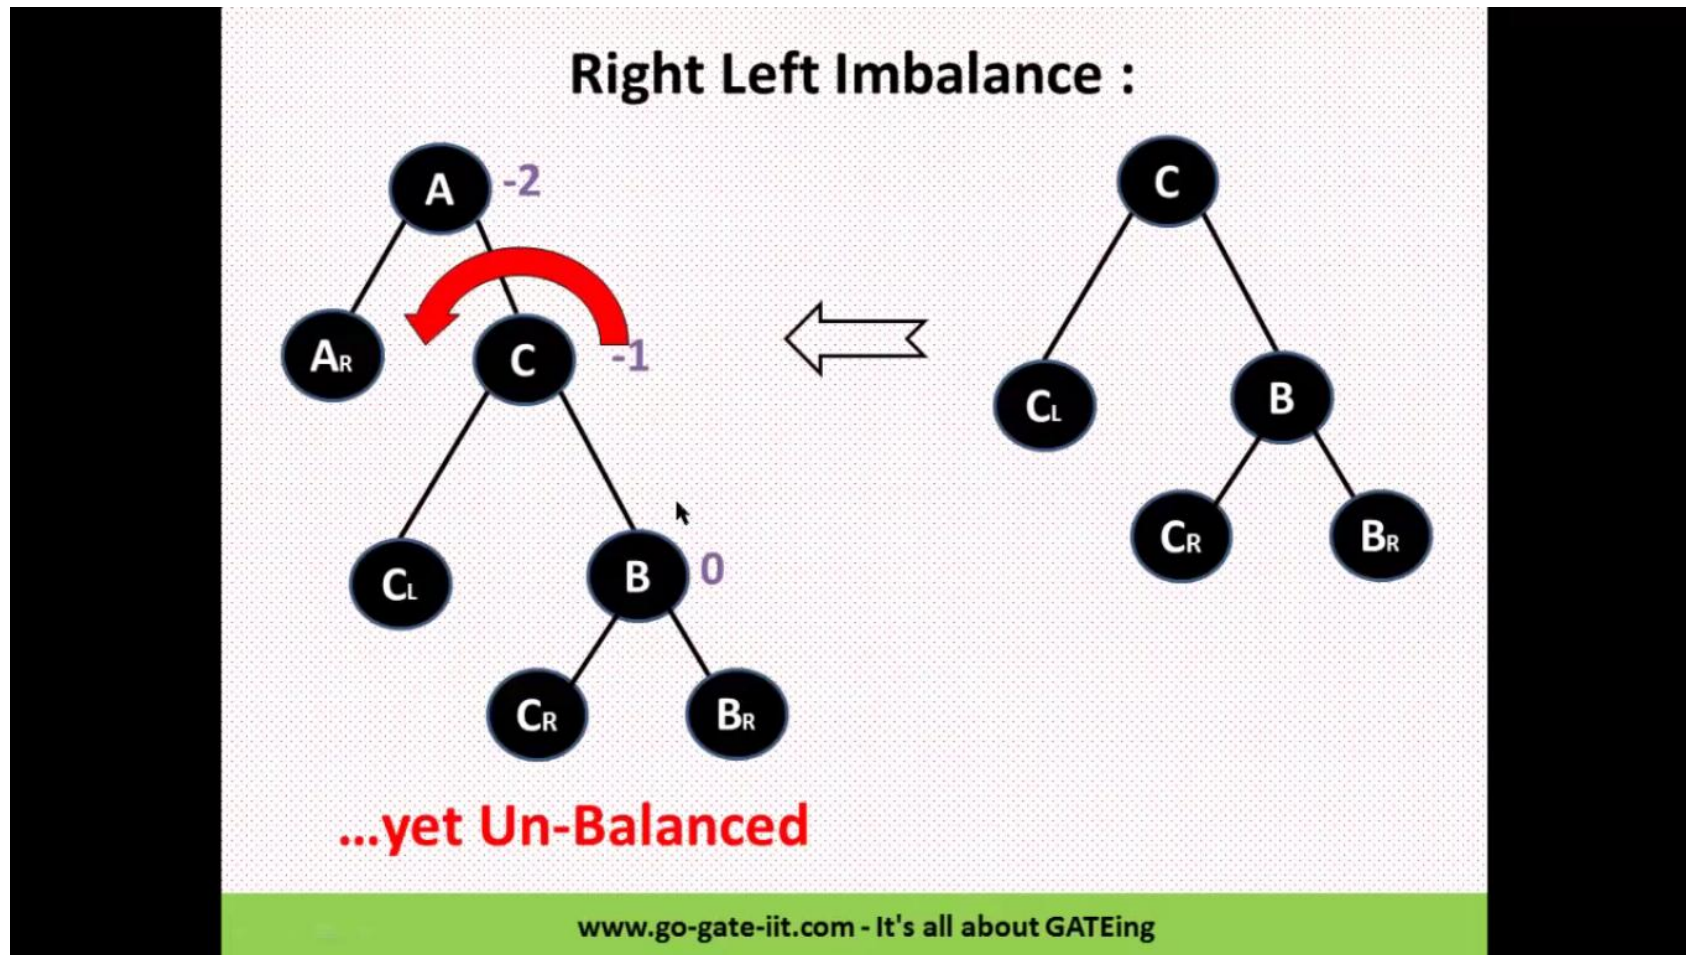 Right Left Imbalance :
A -2
C
AR C -1
CL B
CR BR
CL B 0
CR BR
...yet Un-Balanced
www.go-gate-iit.com - It's all about GATEing